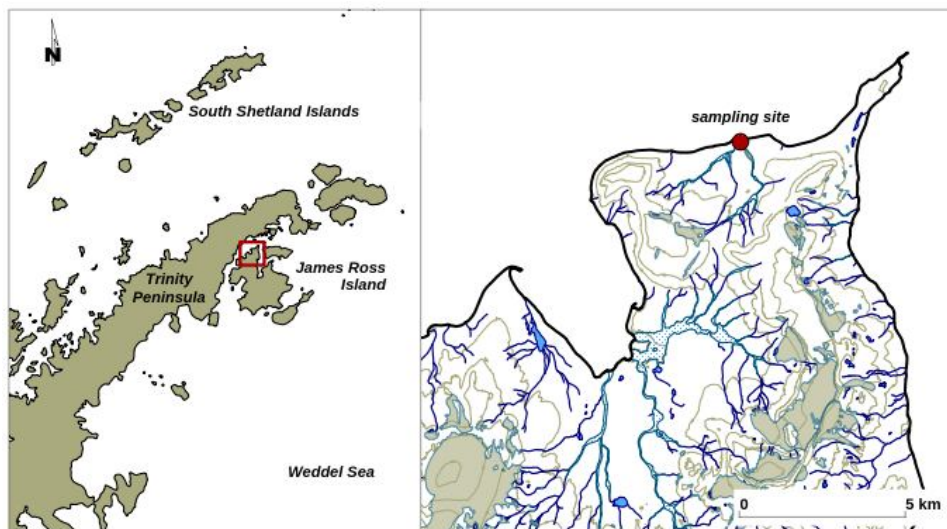 N
South Shetland Islands
Trinity
Peninsula
James Ross
Island
Weddel Sea
sampling site
0 5 km